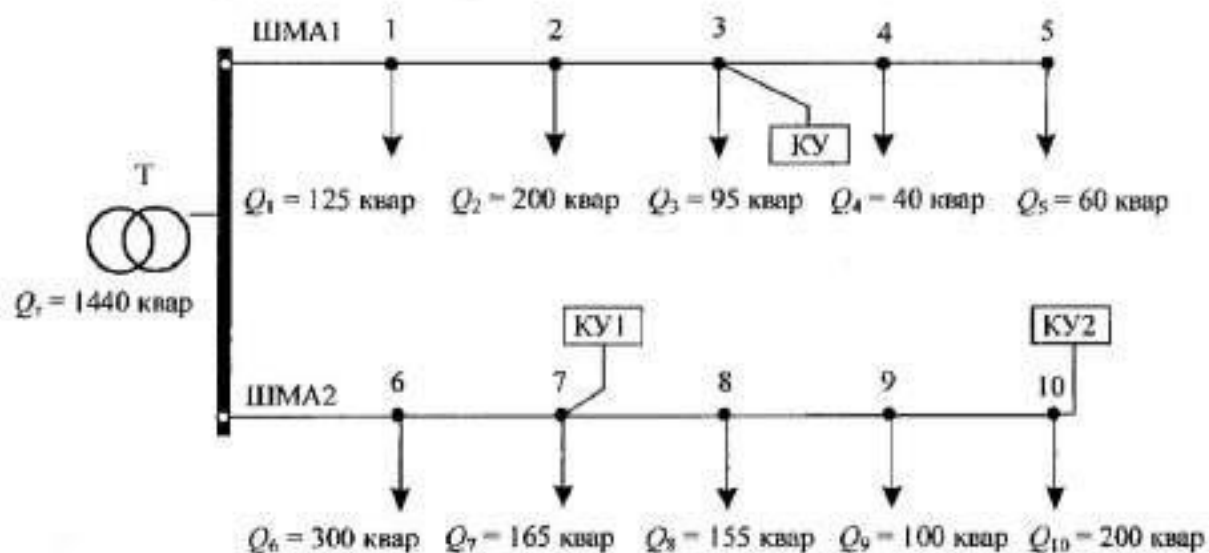 ШМА1 1 2 3 4 5
КУ
T
Q₁ = 125 квар Q₂ = 200 квар Q₃ = 95 квар Q₄ = 40 квар Q₅ = 60 квар
Qт = 1440 квар
КУ1 КУ2
ШМА2 6 7 8 9 10
Q₆ = 300 квар Q₇ = 165 квар Q₈ = 155 квар Q₉ = 100 квар Q₁₀ = 200 квар